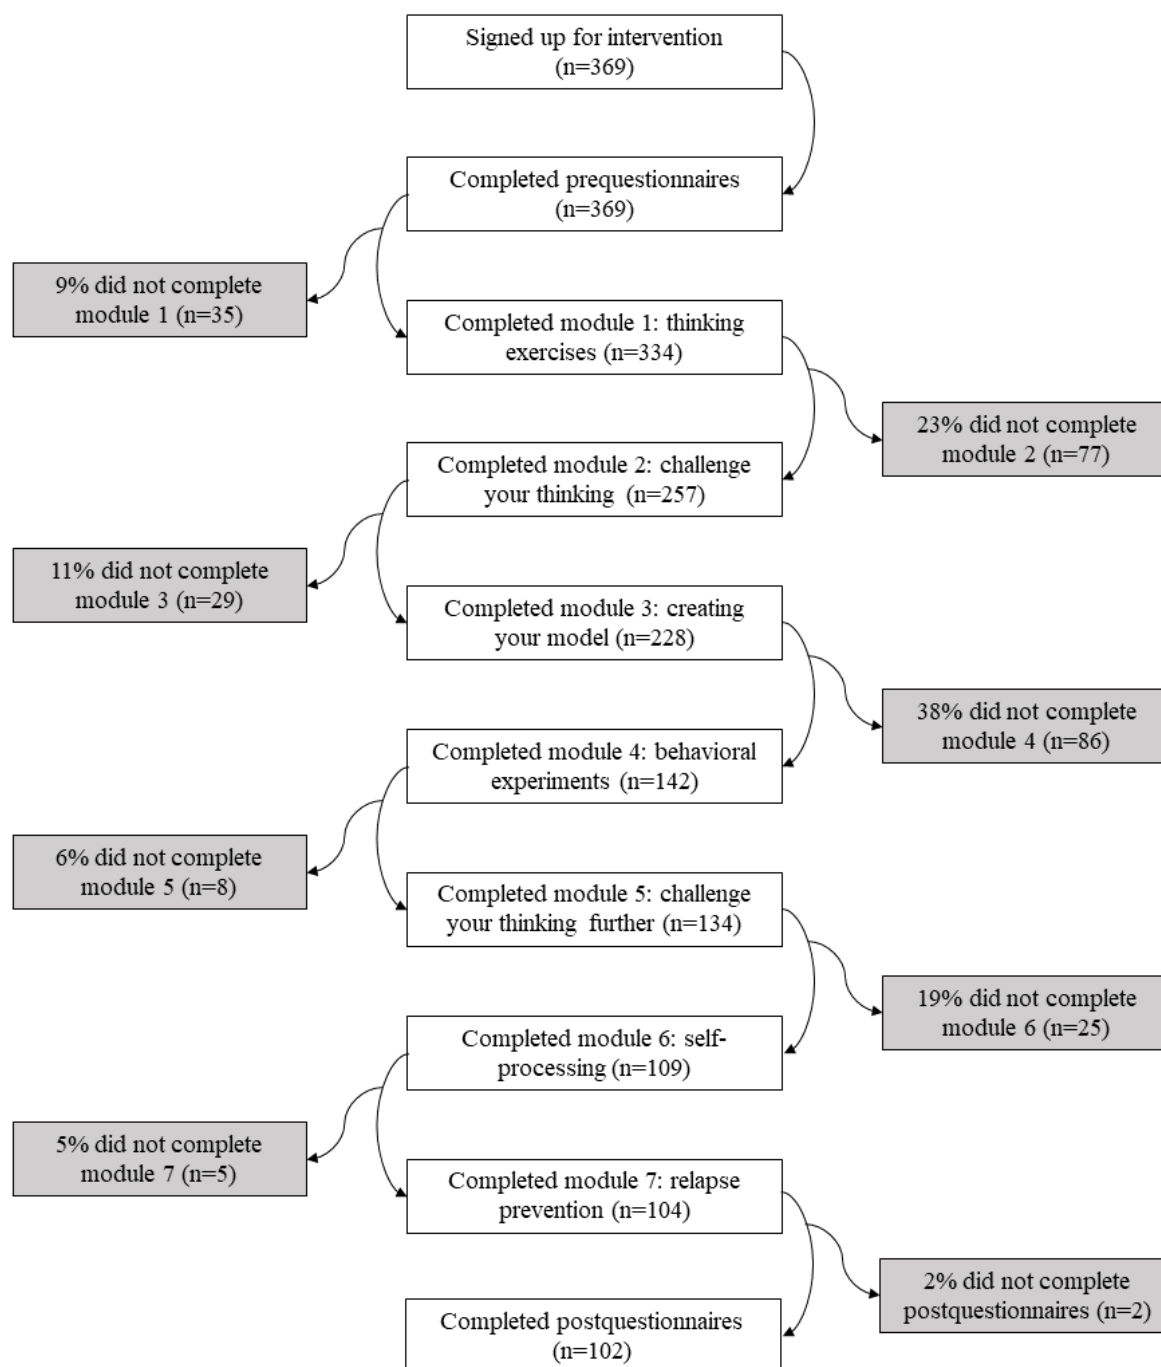 Signed up for intervention
(n=369)
Completed prequestionnaires
(n=369)
9% did not complete
module 1 (n=35)
Completed module 1: thinking
exercises (n=334)
23% did not complete
module 2 (n=77)
Completed module 2: challenge
your thinking (n=257)
11% did not complete
module 3 (n=29)
Completed module 3: creating
your model (n=228)
38% did not complete
module 4 (n=86)
Completed module 4: behavioral
experiments (n=142)
6% did not complete
module 5 (n=8)
Completed module 5: challenge
your thinking further (n=134)
19% did not complete
module 6 (n=25)
Completed module 6: self-
processing (n=109)
5% did not complete
module 7 (n=5)
Completed module 7: relapse
prevention (n=104)
2% did not complete
postquestionnaires (n=2)
Completed postquestionnaires
(n=102)